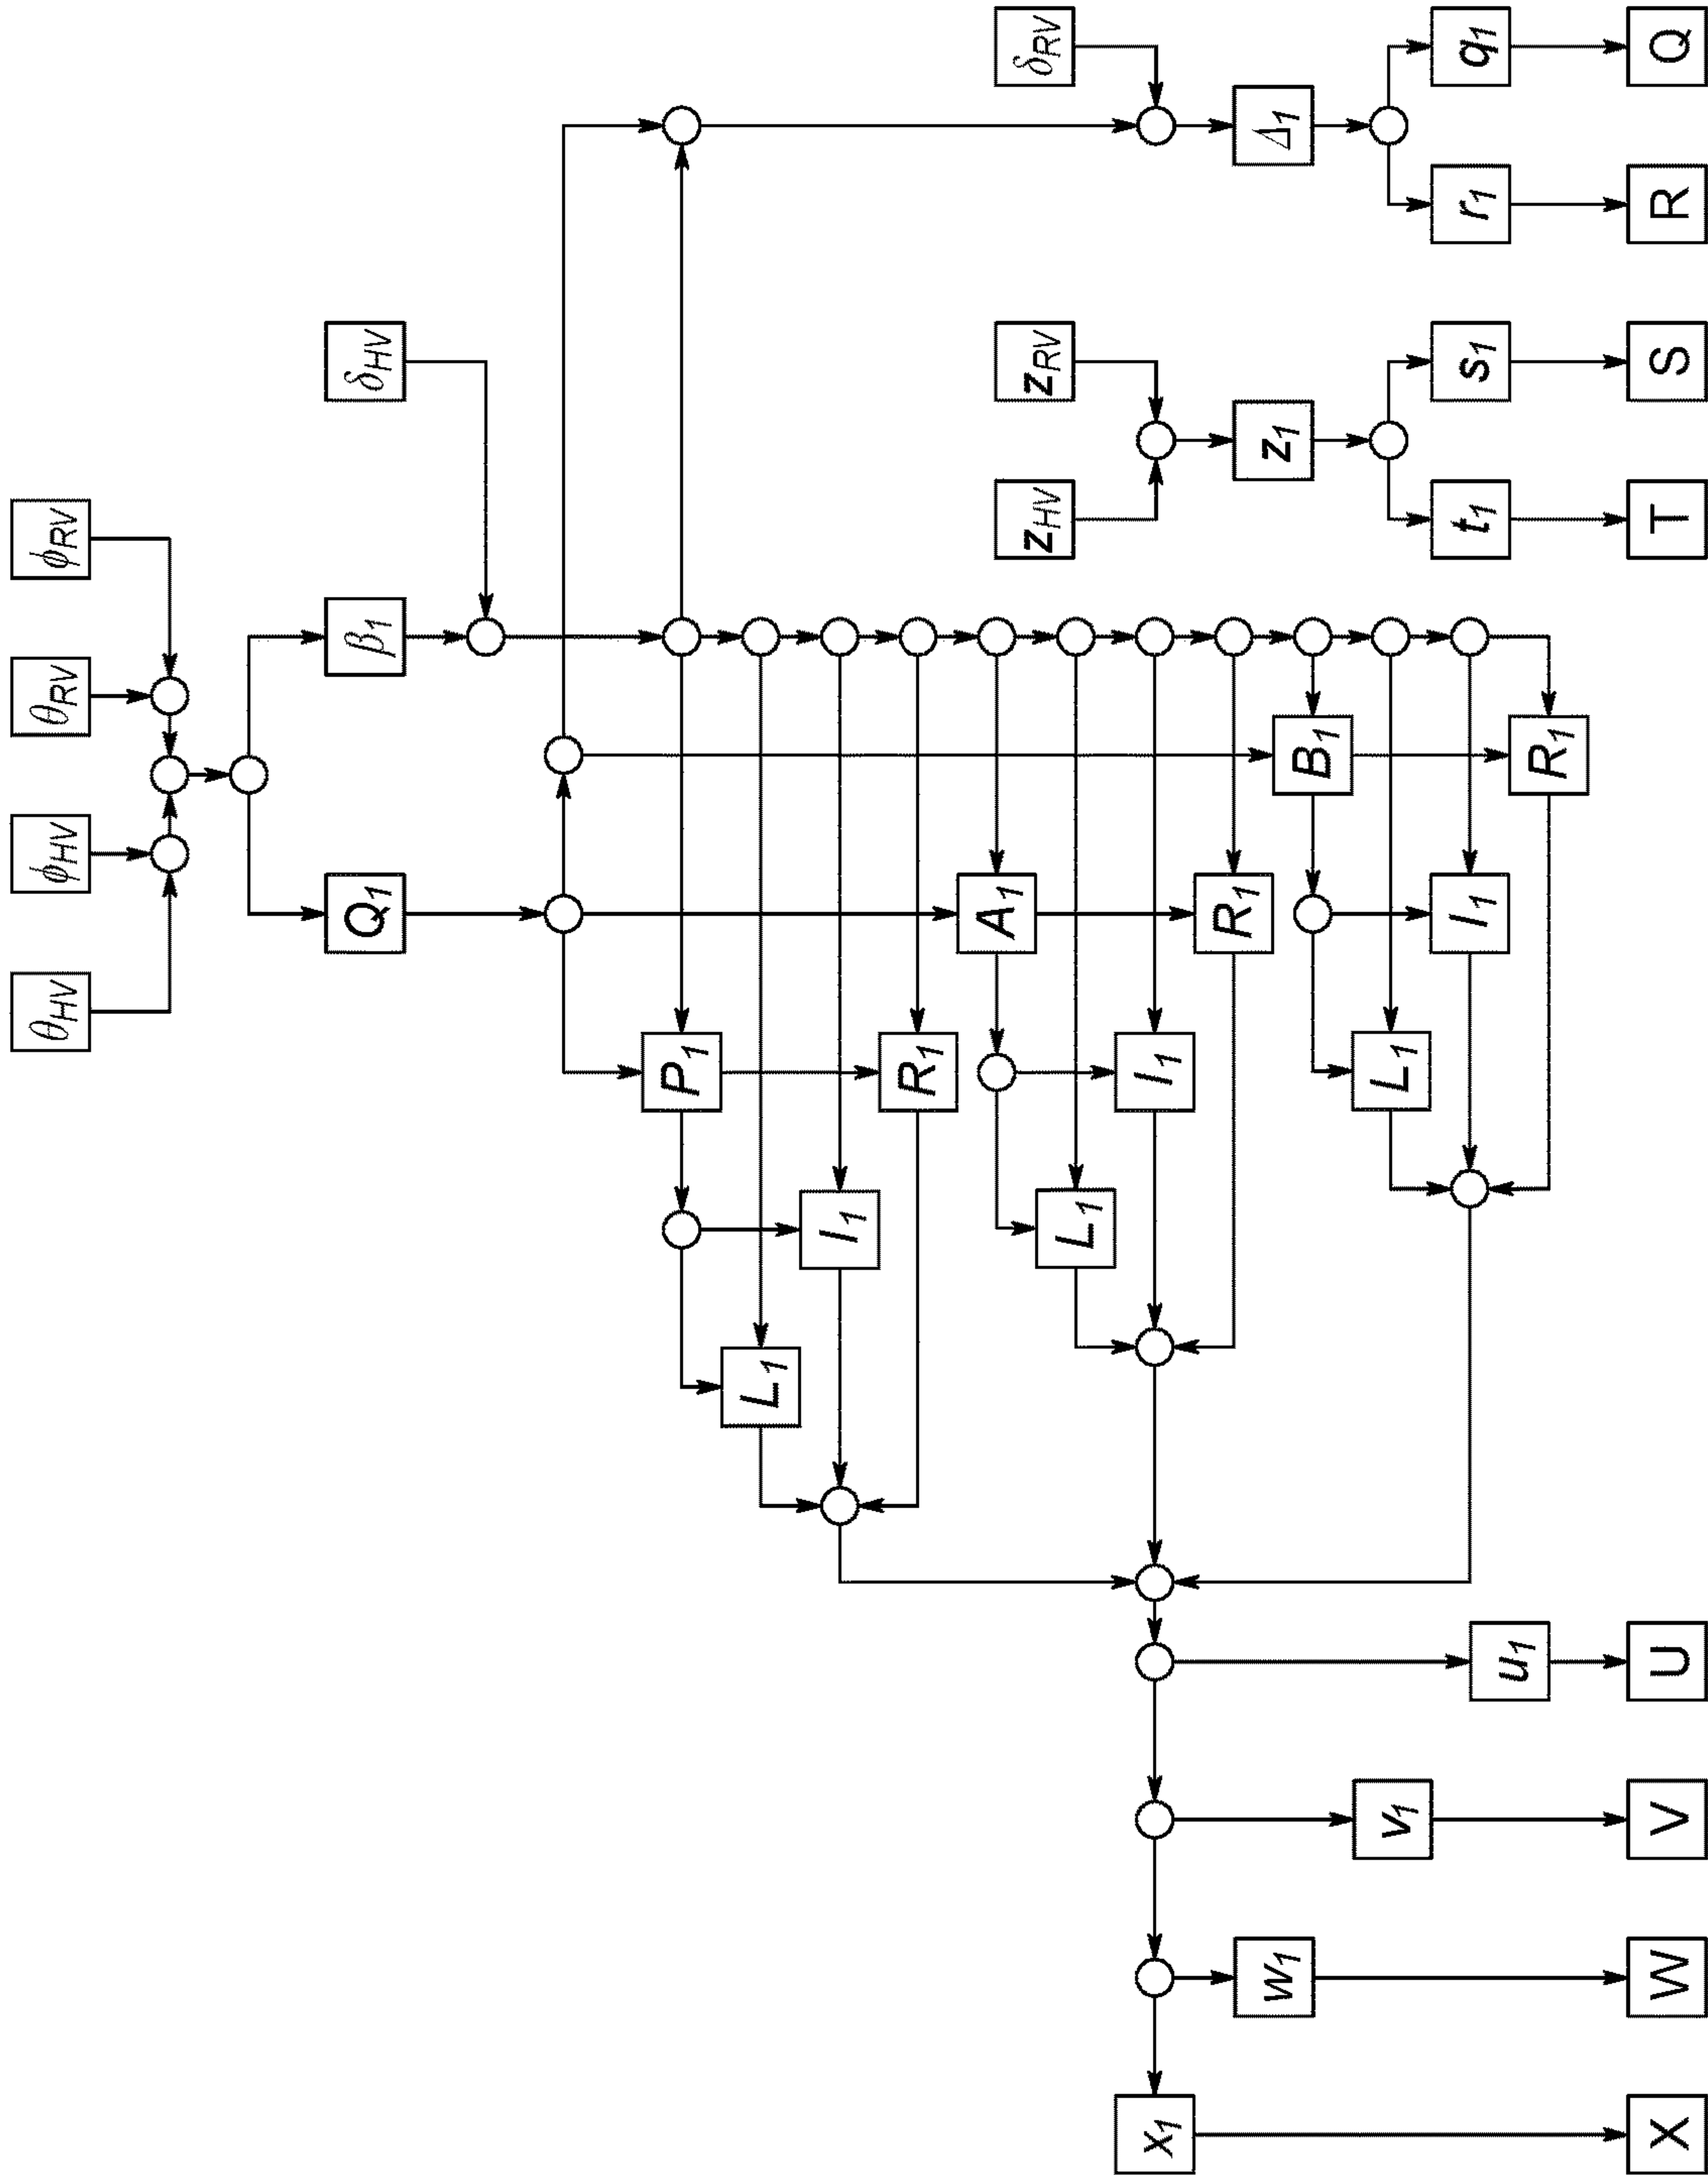 θHV
ϕHV
θRV
ϕRV
Q1
β1
δHV
P1
L1
I1
R1
A1
zHV
zRV
δRV
L1
x1
I1
w1
R1
z1
Δ1
B1
v1
L1
I1
t1
s1
r1
q1
u1
R1
X
W
V
U
T
S
R
Q